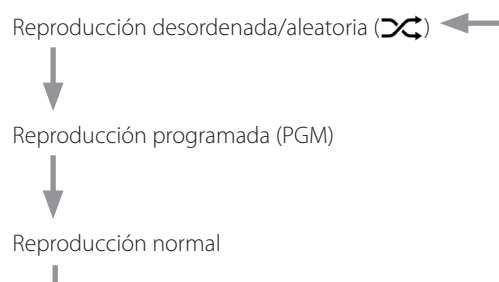 Reproducción desordenada/aleatoria (🔀)
Reproducción programada (PGM)
Reproducción normal